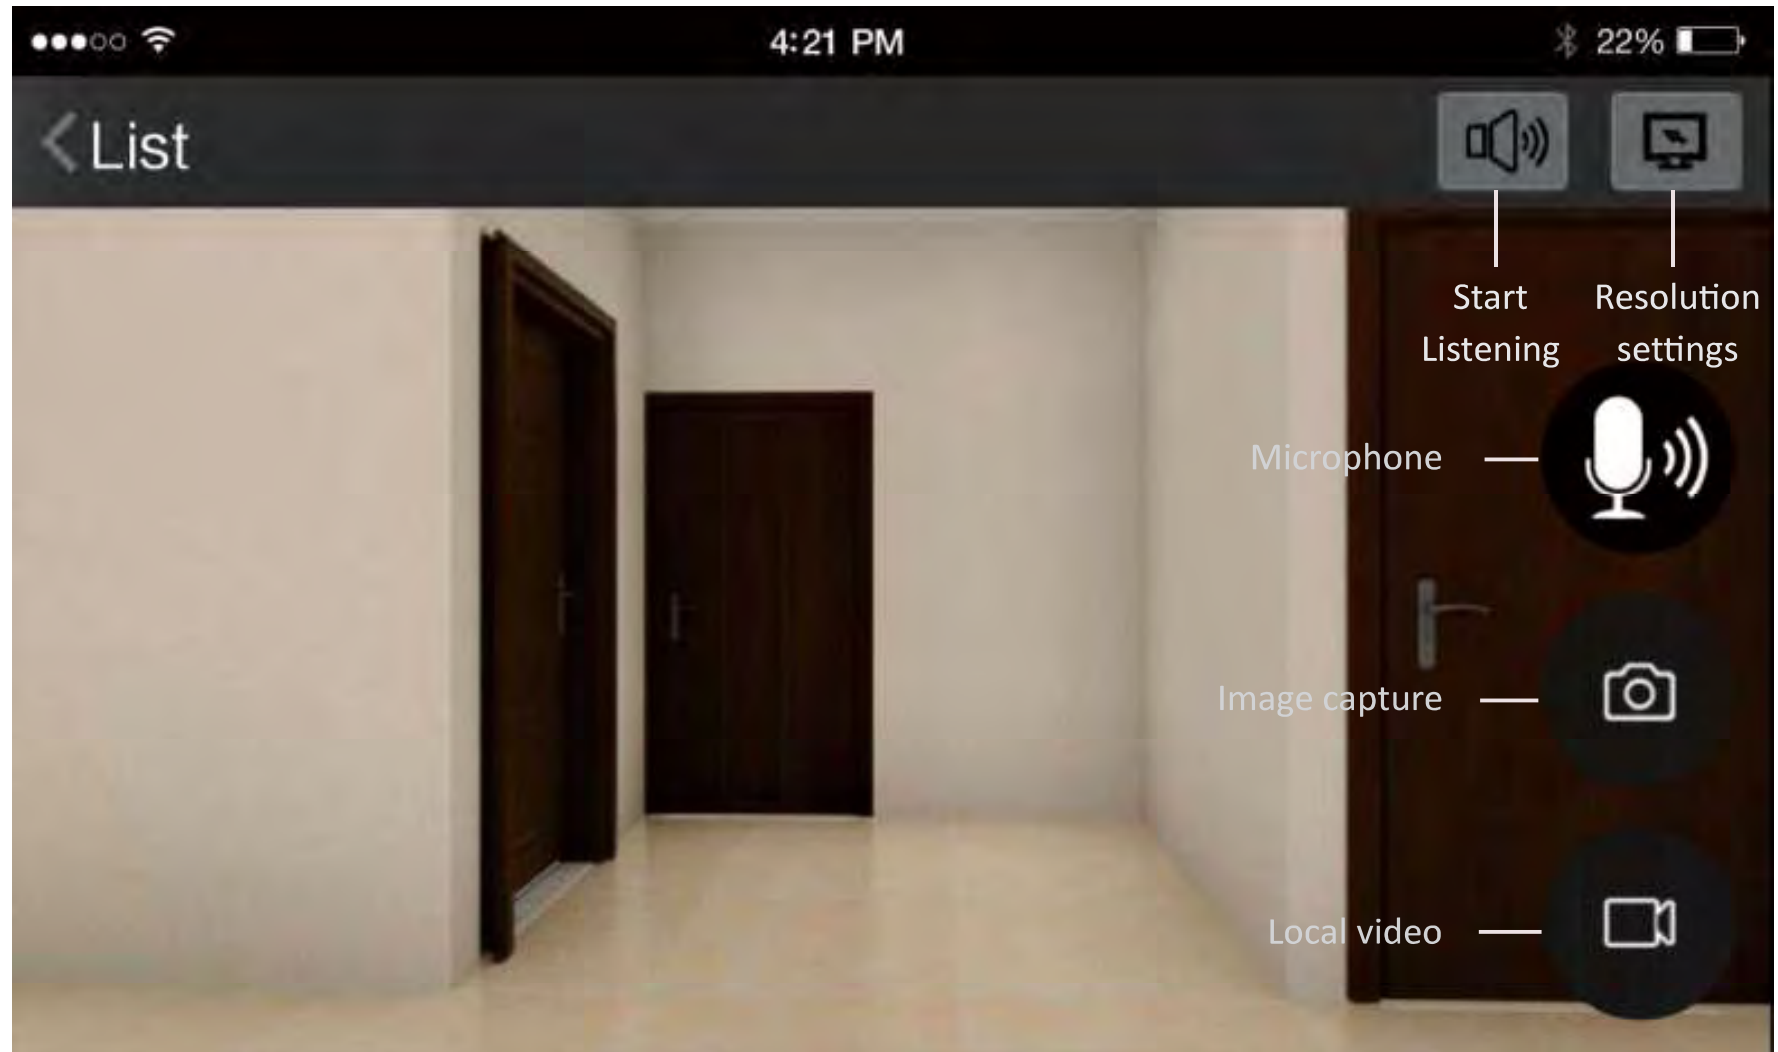 4:21 PM
22%
List
Start
Listening
Resolution
settings
Microphone
Image capture
Local video